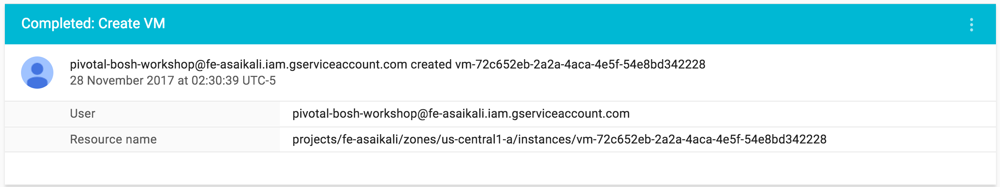 Completed: Create VM
pivotal-bosh-workshop@fe-asaikali.iam.gserviceaccount.com created vm-72c652eb-2a2a-4aca-4e5f-54e8bd342228
28 November 2017 at 02:30:39 UTC-5
User pivotal-bosh-workshop@fe-asaikali.iam.gserviceaccount.com
Resource name projects/fe-asaikali/zones/us-central1-a/instances/vm-72c652eb-2a2a-4aca-4e5f-54e8bd342228